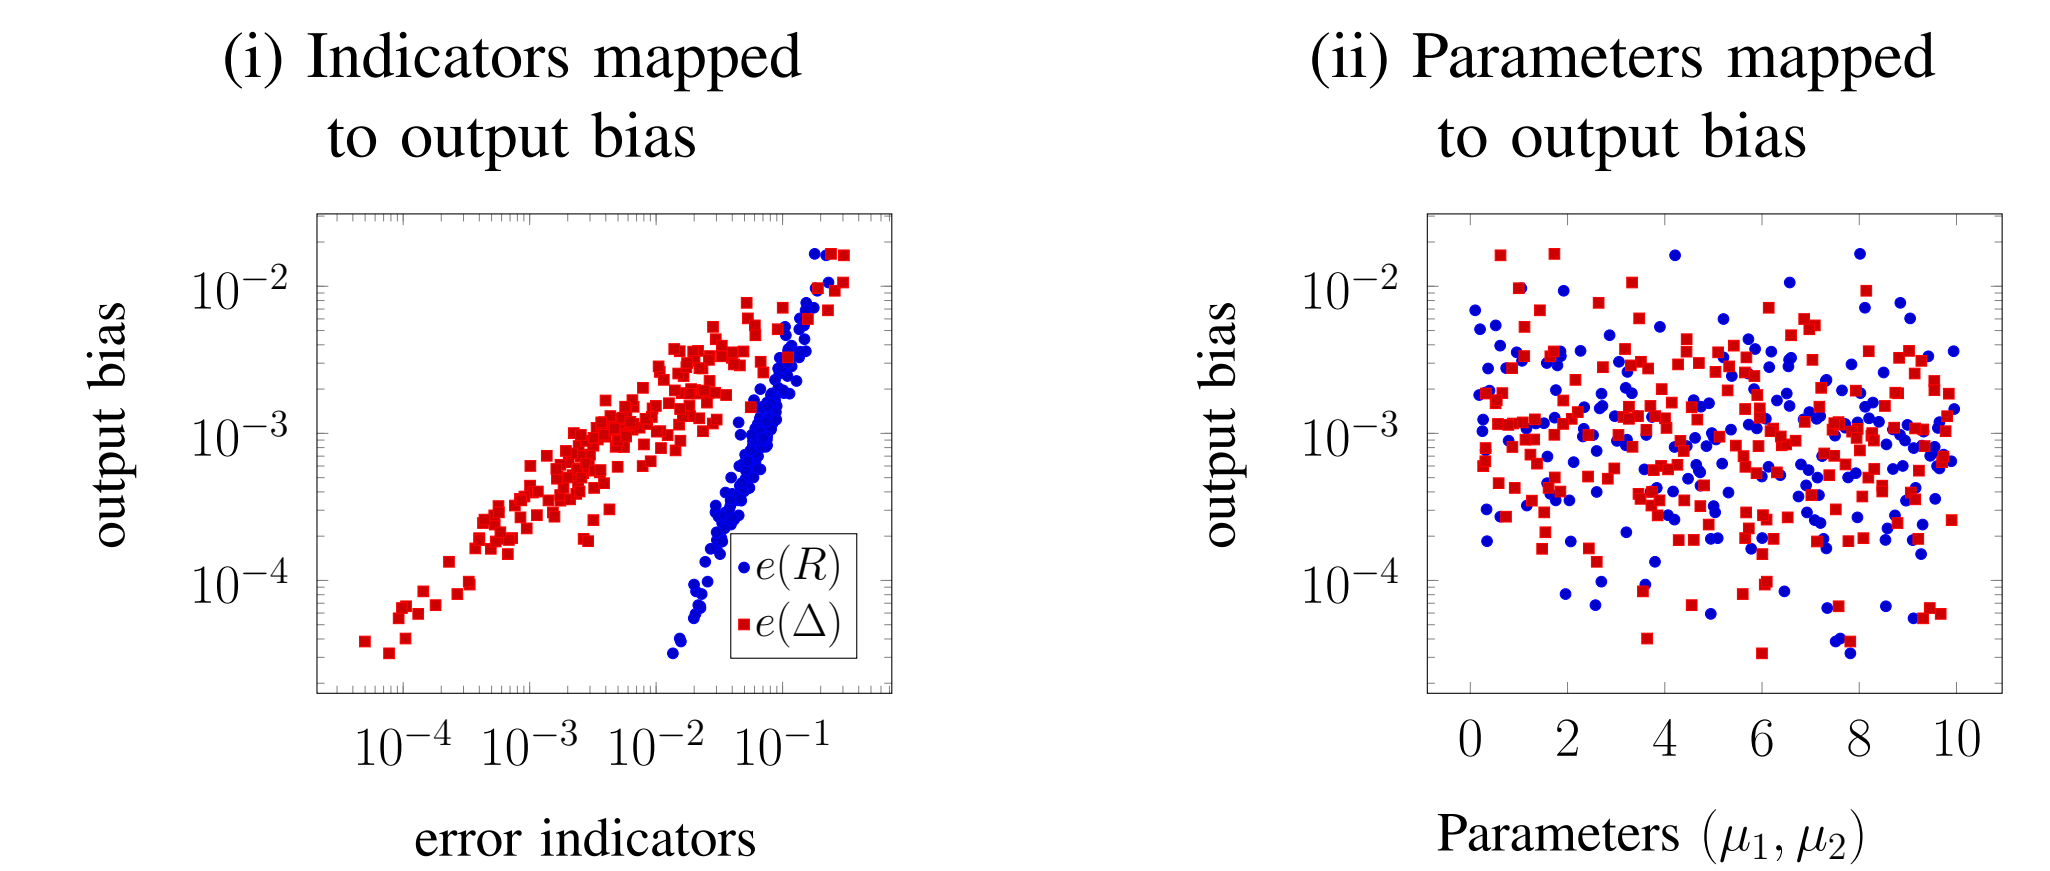 (i) Indicators mapped
to output bias
output bias
10⁻²
10⁻³
10⁻⁴
10⁻⁴ 10⁻³ 10⁻² 10⁻¹
error indicators
e(R)
e(Δ)
(ii) Parameters mapped
to output bias
output bias
10⁻²
10⁻³
10⁻⁴
0 2 4 6 8 10
Parameters (μ₁, μ₂)